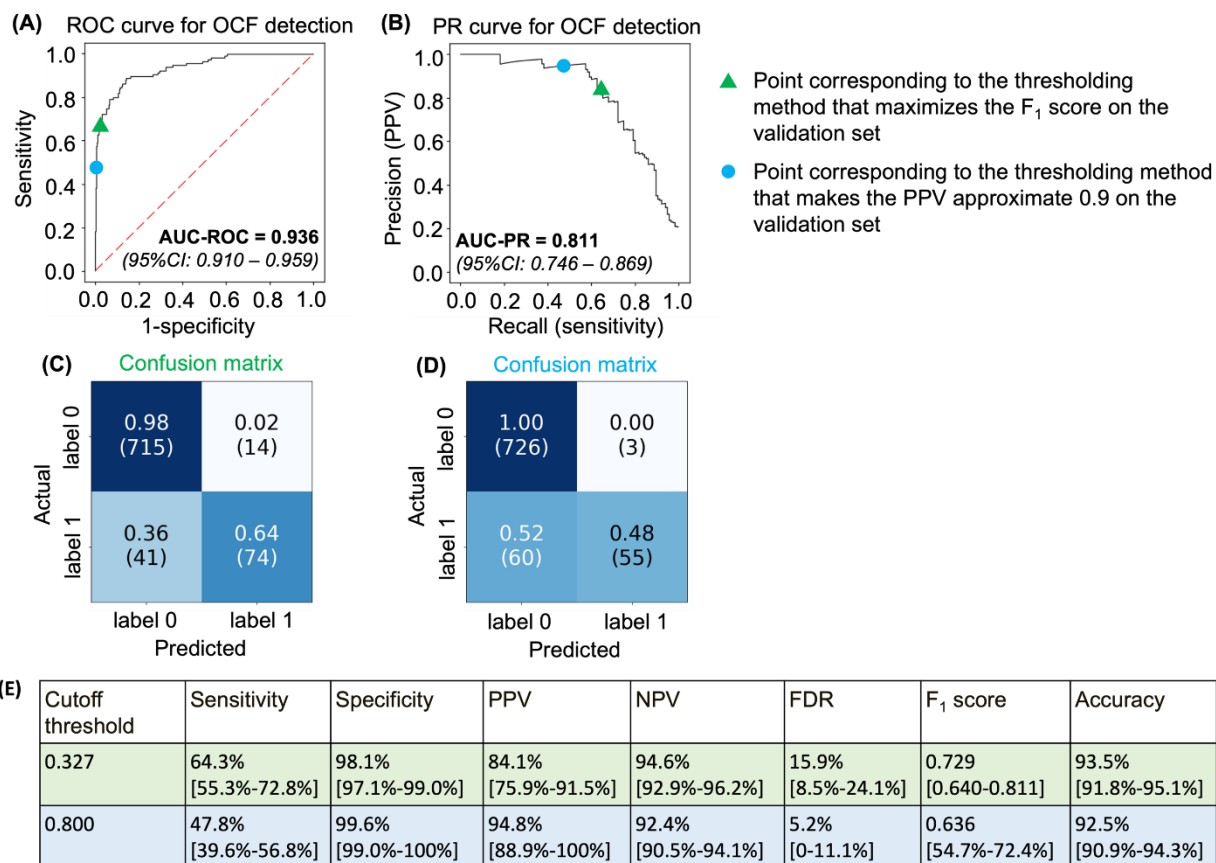 (A) ROC curve for OCF detection
1.0
0.8
0.6
0.4
0.2
0.0
Sensitivity
AUC-ROC = 0.936
(95%CI: 0.910 – 0.959)
0.0 0.2 0.4 0.6 0.8 1.0
1-specificity
(B) PR curve for OCF detection
1.0
0.8
0.6
0.4
0.2
0.0
Precision (PPV)
AUC-PR = 0.811
(95%CI: 0.746 – 0.869)
0.0 0.2 0.4 0.6 0.8 1.0
Recall (sensitivity)
Point corresponding to the thresholding
method that maximizes the F1 score on the
validation set
Point corresponding to the thresholding method
that makes the PPV approximate 0.9 on the
validation set
(C) Confusion matrix
Actual
label 0
label 1
0.98 0.02
(715) (14)
0.36 0.64
(41) (74)
label 0 label 1
Predicted
(D) Confusion matrix
Actual
label 0
label 1
1.00 0.00
(726) (3)
0.52 0.48
(60) (55)
label 0 label 1
Predicted
(E)
Cutoff threshold Sensitivity Specificity PPV NPV FDR F1 score Accuracy
0.327 64.3% 98.1% 84.1% 94.6% 15.9% 0.729 93.5%
[55.3%-72.8%] [97.1%-99.0%] [75.9%-91.5%] [92.9%-96.2%] [8.5%-24.1%] [0.640-0.811] [91.8%-95.1%]
0.800 47.8% 99.6% 94.8% 92.4% 5.2% 0.636 92.5%
[39.6%-56.8%] [99.0%-100%] [88.9%-100%] [90.5%-94.1%] [0-11.1%] [54.7%-72.4%] [90.9%-94.3%]